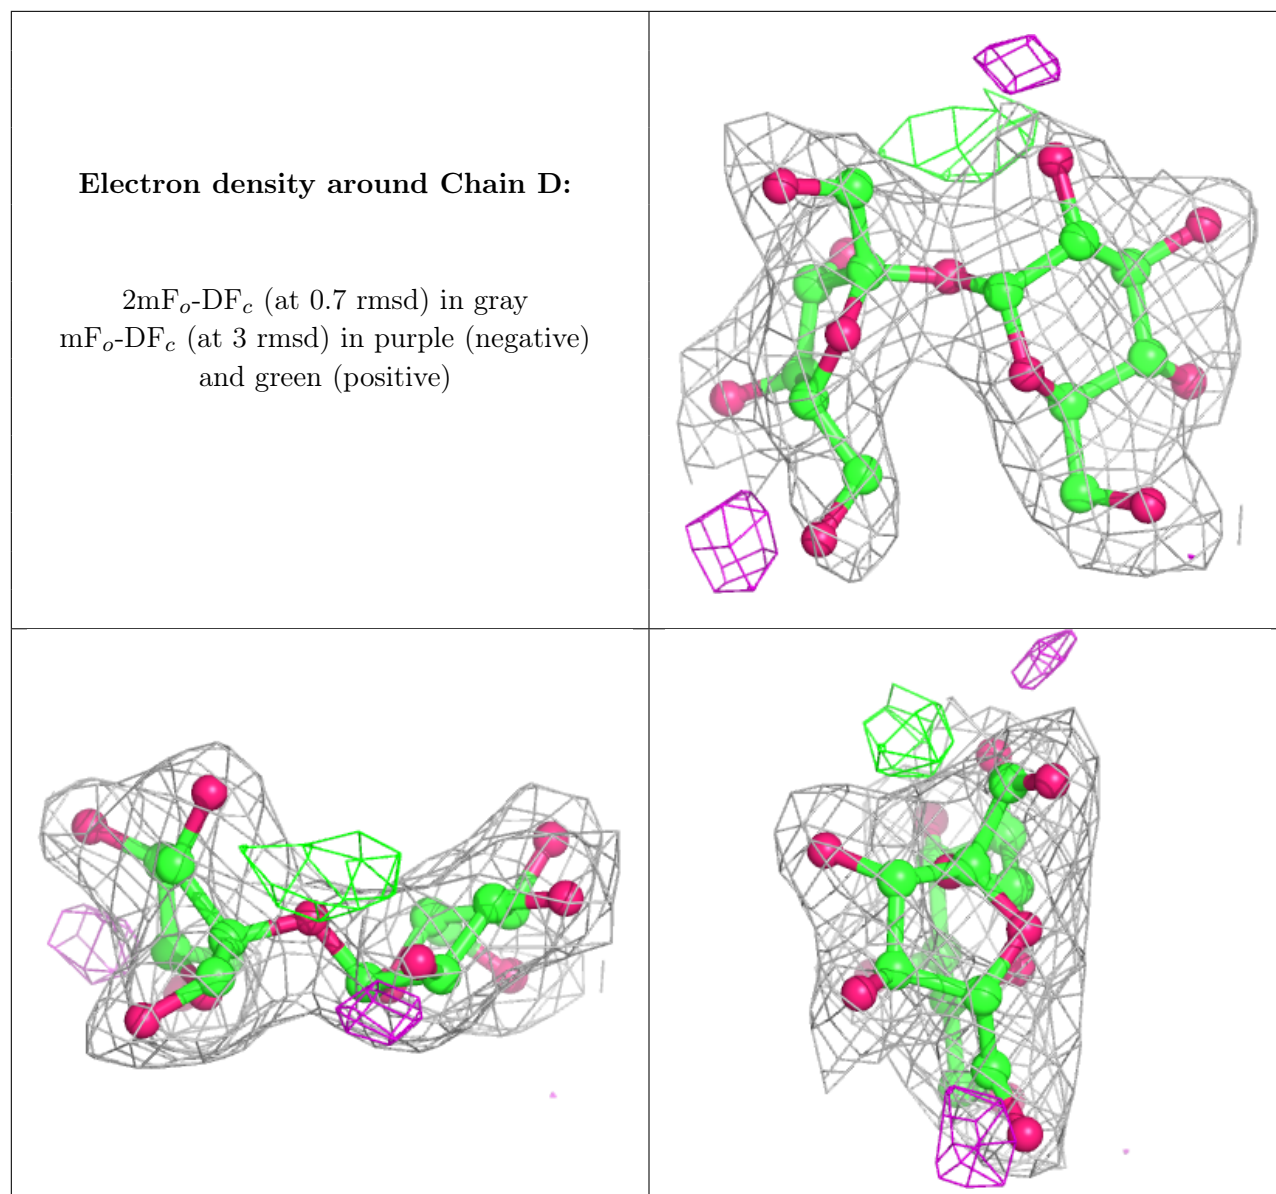 Electron density around Chain D:
2mFo-DFc (at 0.7 rmsd) in gray
mFo-DFc (at 3 rmsd) in purple (negative)
and green (positive)